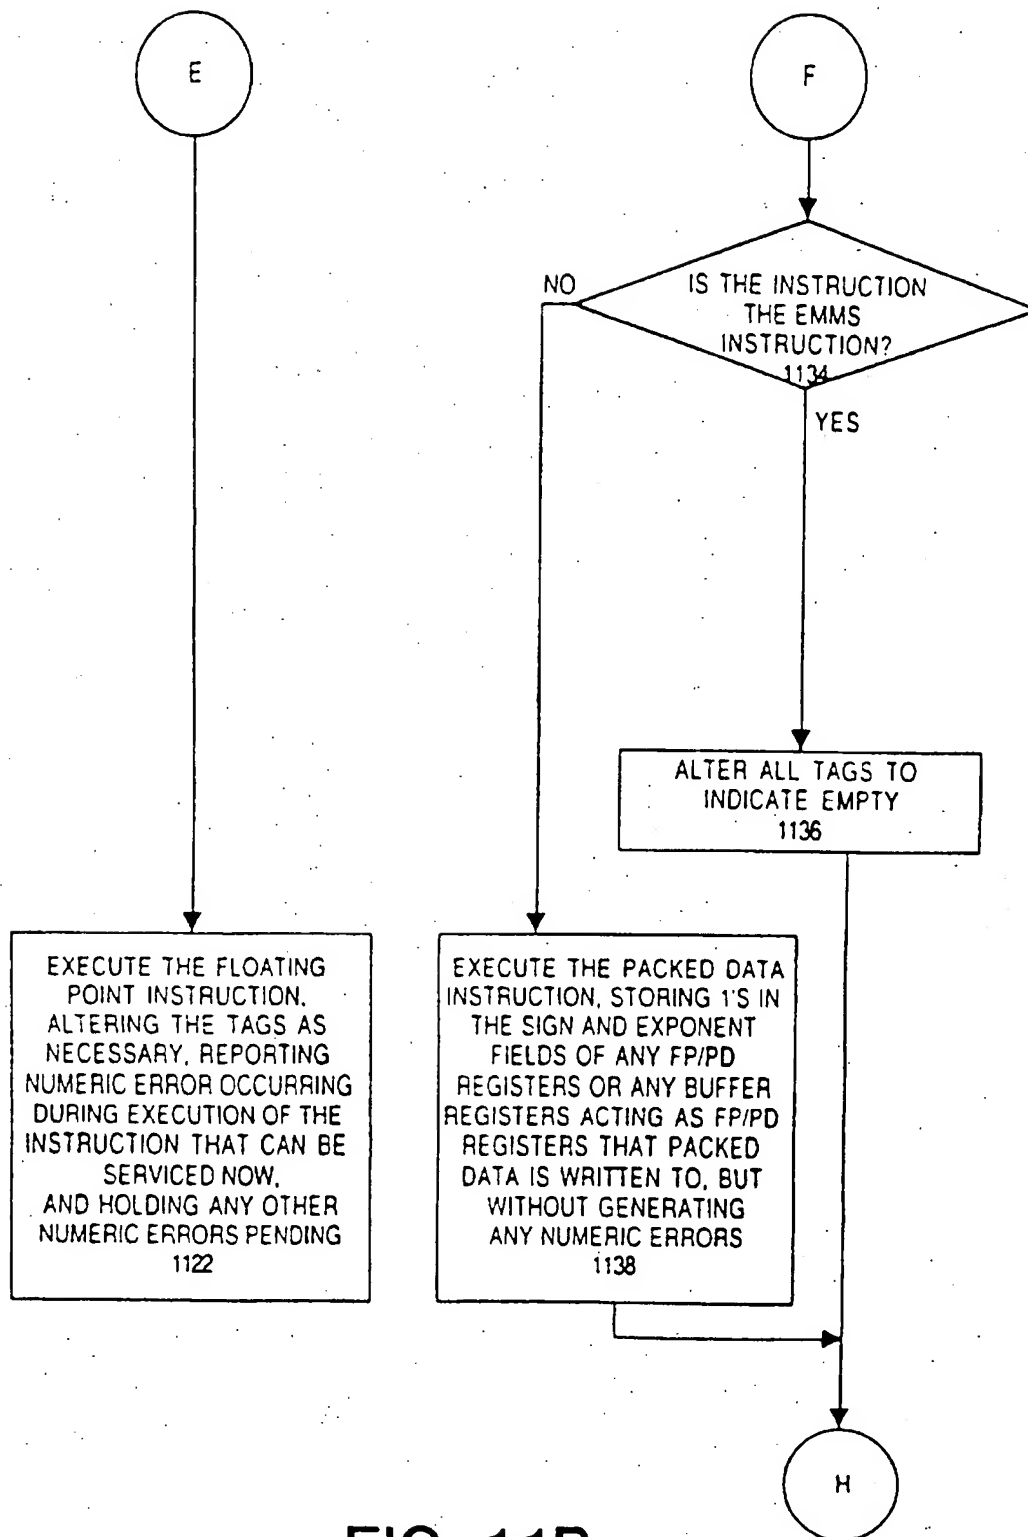 E
F
NO
IS THE INSTRUCTION
THE EMMS
INSTRUCTION?
1134
YES
ALTER ALL TAGS TO
INDICATE EMPTY
1136
EXECUTE THE FLOATING
POINT INSTRUCTION,
ALTERING THE TAGS AS
NECESSARY, REPORTING
NUMERIC ERROR OCCURRING
DURING EXECUTION OF THE
INSTRUCTION THAT CAN BE
SERVICED NOW,
AND HOLDING ANY OTHER
NUMERIC ERRORS PENDING
1122
EXECUTE THE PACKED DATA
INSTRUCTION, STORING 1'S IN
THE SIGN AND EXPONENT
FIELDS OF ANY FP/PD
REGISTERS OR ANY BUFFER
REGISTERS ACTING AS FP/PD
REGISTERS THAT PACKED
DATA IS WRITTEN TO, BUT
WITHOUT GENERATING
ANY NUMERIC ERRORS
1138
H